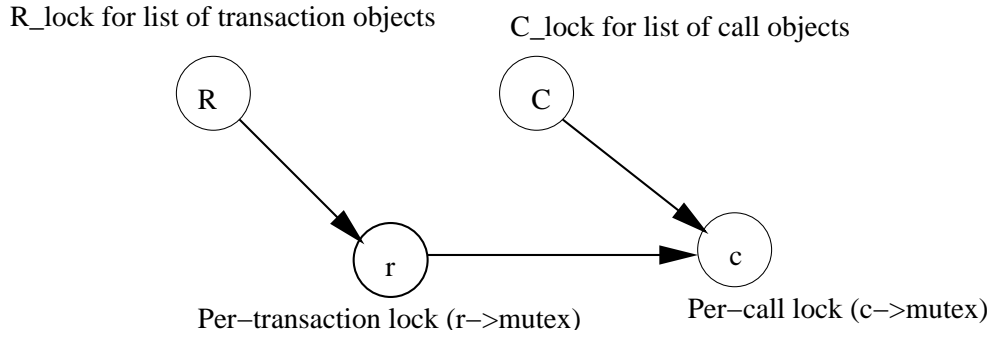 R_lock for list of transaction objects
C_lock for list of call objects
R
C
r
c
Per−transaction lock (r−>mutex)
Per−call lock (c−>mutex)